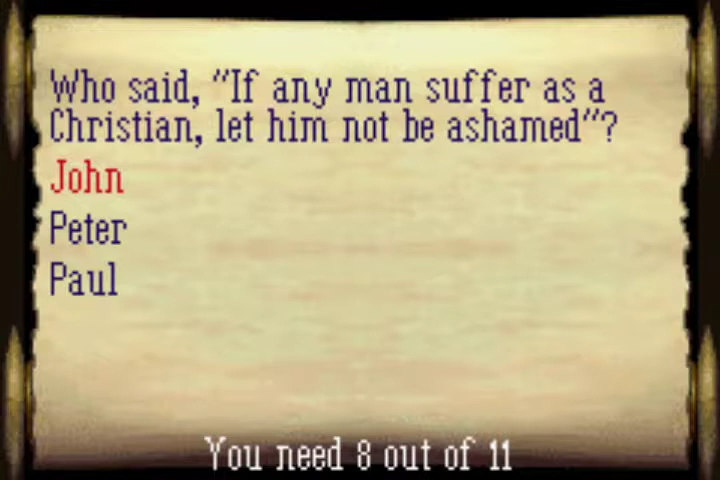 Who said, "If any man suffer as a
Christian, let him not be ashamed"?
John
Peter
Paul
You need 8 out of 11